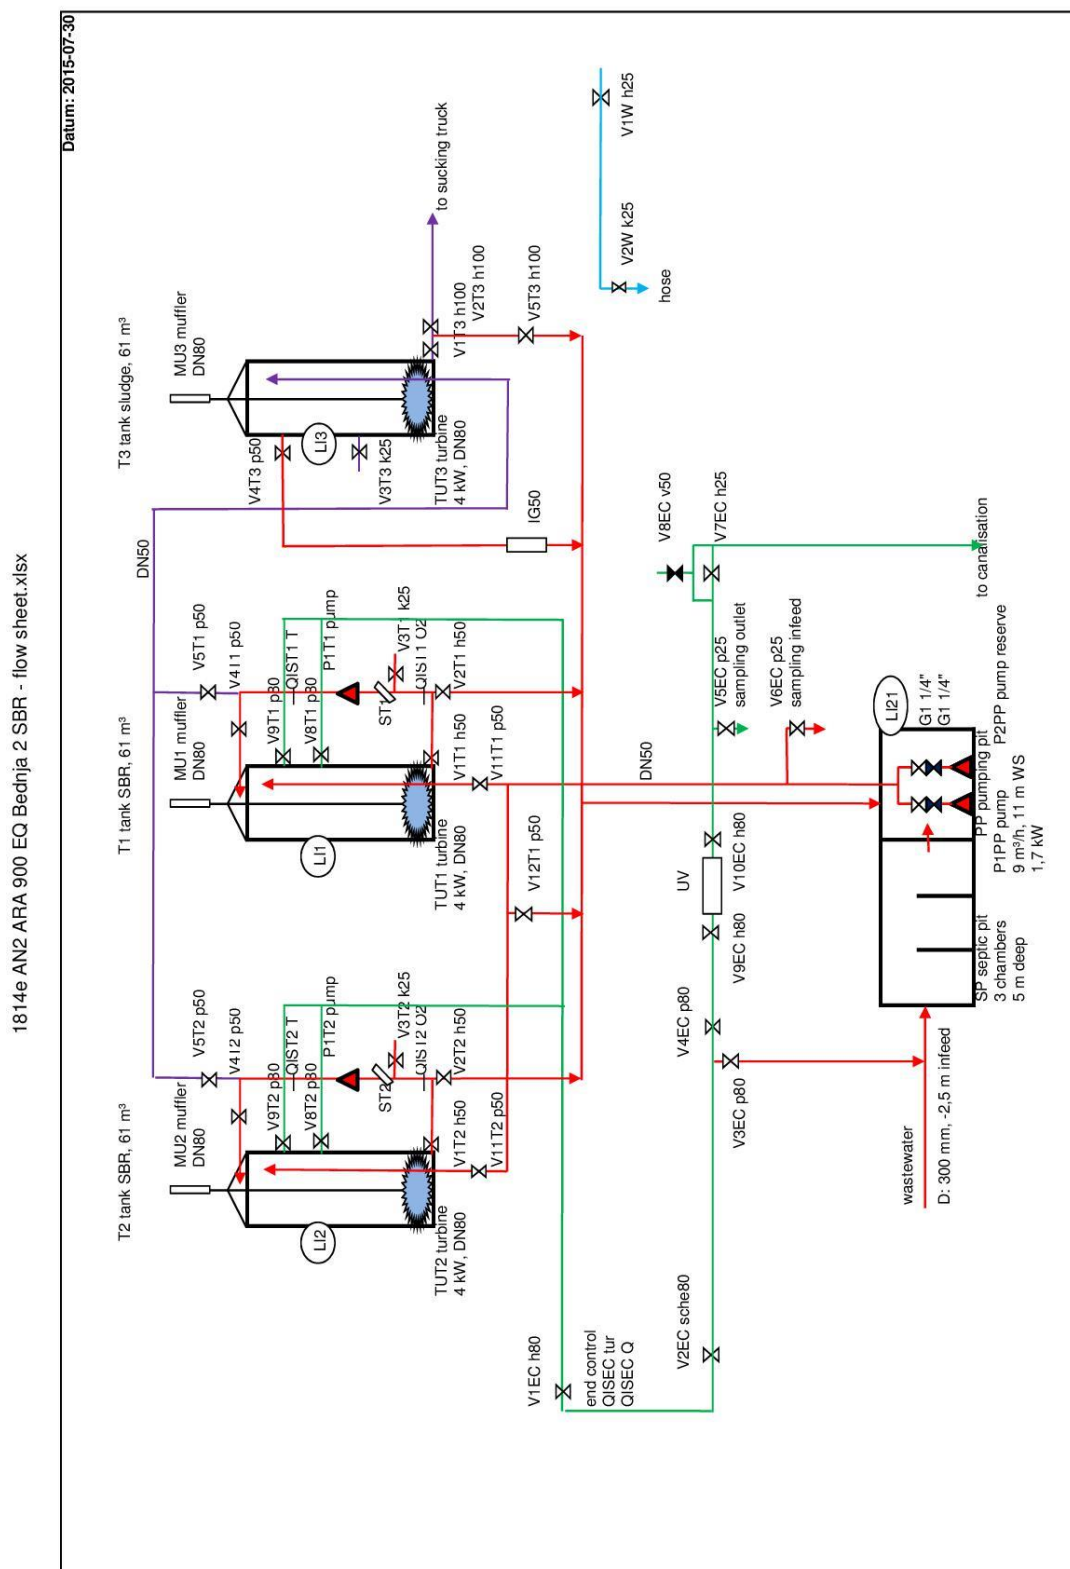 1814e AN2 ARA 900 EQ Bednja 2 SBR - flow sheet.xlsx
Datum: 2015-07-30
T2 tank SBR, 61 m³
MU2 muffler
DN80
V5T2 p50
V4T2 p50
V9T2 p80
QIST2 T
V8T2 p80
P1T2 pump
ST2
V3T2 k25
QIST2 O2
V1T2 h50
V2T2 h50
V11T2 p50
LI2
TUT2 turbine
4 kW, DN80
T1 tank SBR, 61 m³
MU1 muffler
DN80
V5T1 p50
V4T1 p50
V9T1 p80
QIST1 T
V8T1 p80
P1T1 pump
ST1
V3T1 k25
QIST1 O2
V1T1 h50
V2T1 h50
V11T1 p50
V12T1 p50
LI1
TUT1 turbine
4 kW, DN80
DN50
T3 tank sludge, 61 m³
MU3 muffler
DN80
V4T3 p50
LI3
V3T3 k25
TUT3 turbine
4 kW, DN80
IG50
V1T3 h100
V2T3 h100
V5T3 h100
to sucking truck
V2W k25
V1W h25
hose
V1EC h80
end control
QISEC tur
QISEC Q
V2EC sche80
V3EC p80
V4EC p80
V9EC h80
UV
V10EC h80
DN50
V5EC p25
sampling outlet
V6EC p25
sampling infeed
V8EC v50
V7EC h25
to canalisation
wastewater
D: 300 mm, -2,5 m infeed
SP septic pit
3 chambers
5 m deep
LI21
G1 1/4"
G1 1/4"
PP pumping pit
P1PP pump
9 m³/h, 11 m WS
1,7 kW
P2PP pump reserve